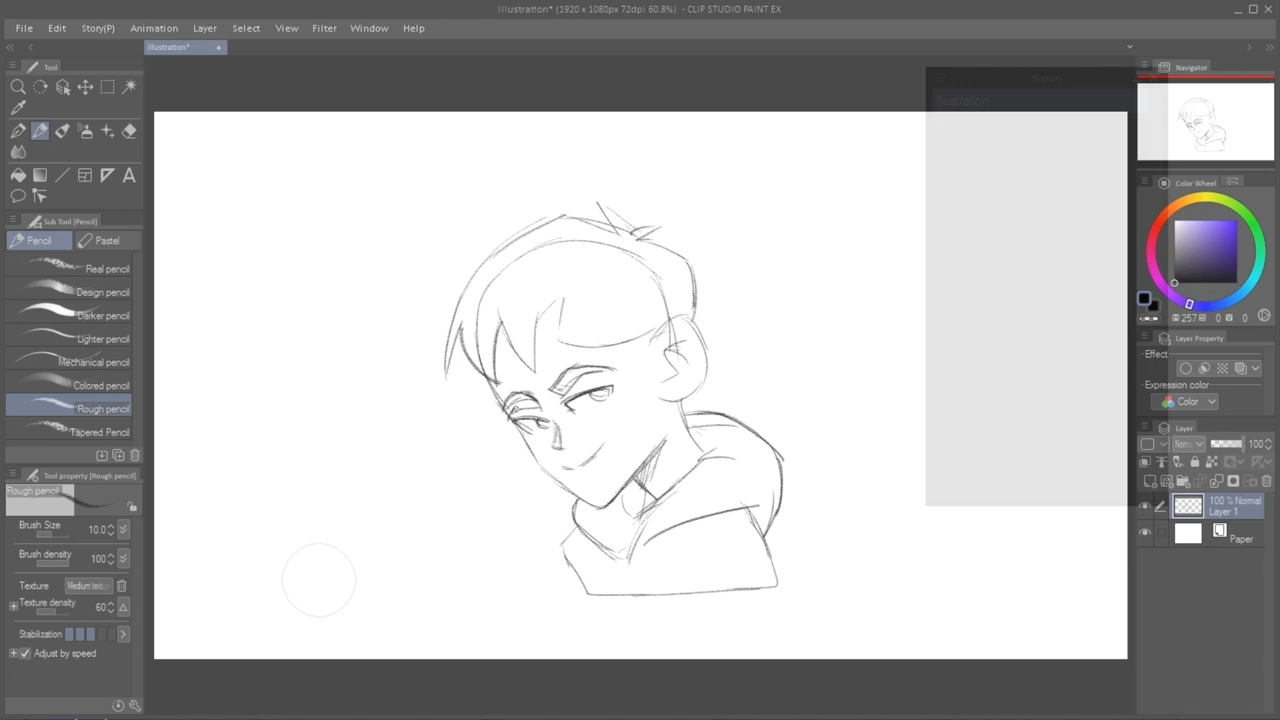 Illustration* (1920 x 1080px 72dpi 60.8%) - CLIP STUDIO PAINT EX
File Edit Story(P) Animation Layer Select View Filter Window Help
Illustration*
Tool
Navigator
History
Illustration
Color Wheel
Sub Tool [Pencil]
Pencil Pastel
Real pencil
Design pencil
Darker pencil
Lighter pencil
Mechanical pencil
Colored pencil
Rough pencil
Tapered Pencil
257 0 0
Layer Property
Effect
Expression color
Color
Layer
100
100 % Normal
Layer 1
Paper
Tool property [Rough pencil]
Rough pencil
Brush Size 10.0
Brush density 100
Texture
Texture density 60
Stabilization
Adjust by speed